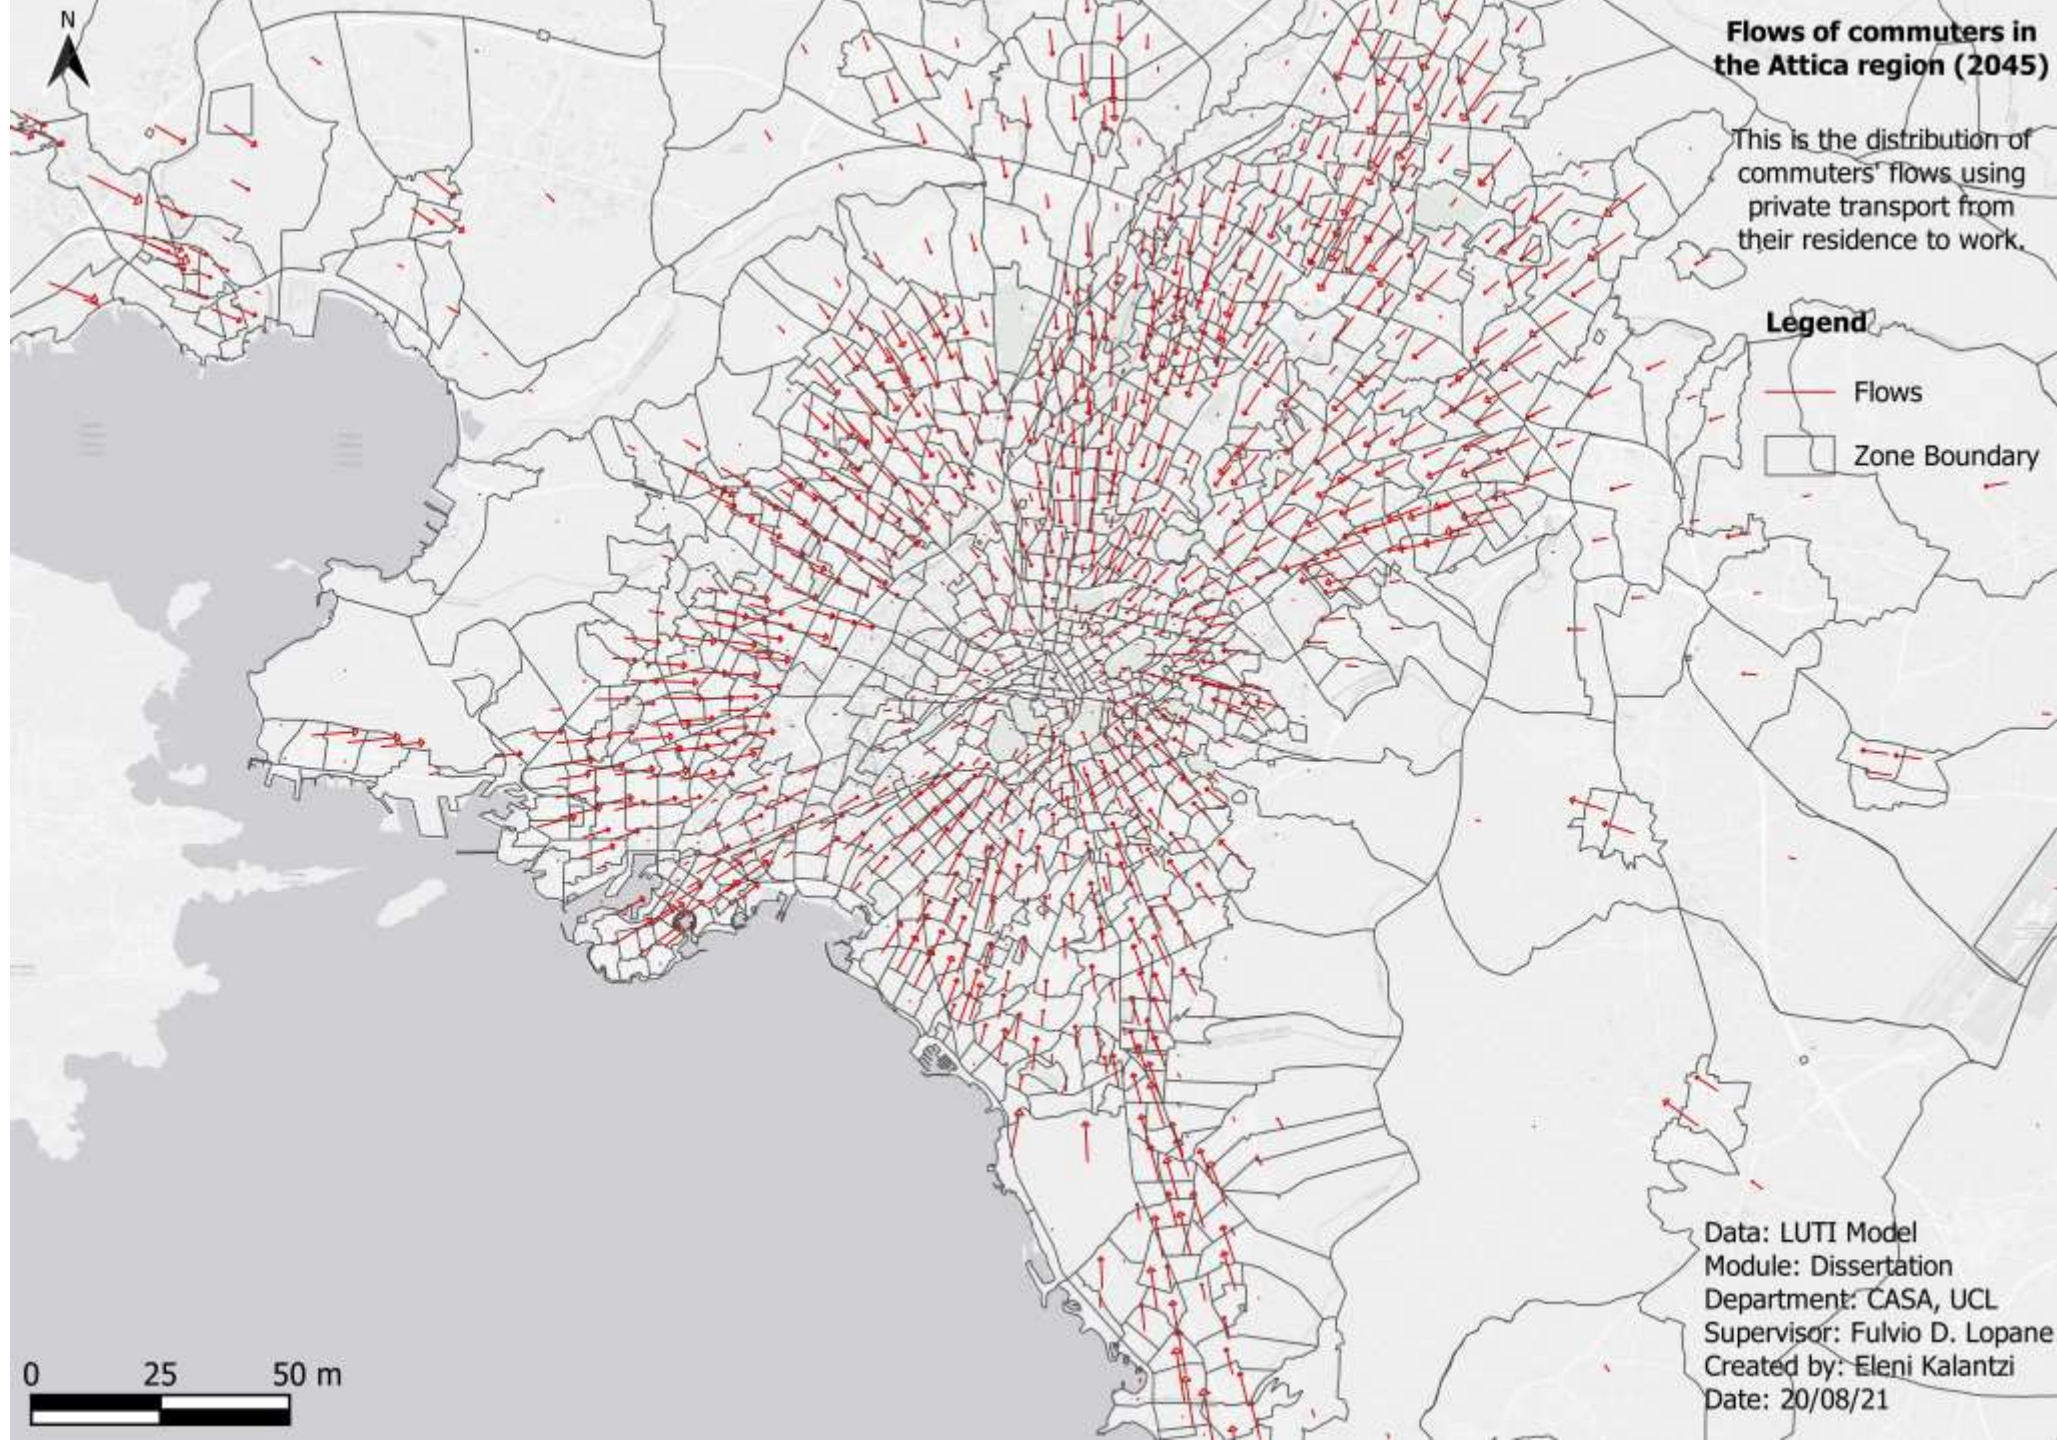 N
Flows of commuters in
the Attica region (2045)
This is the distribution of
commuters' flows using
private transport from
their residence to work.
Legend
Flows
Zone Boundary
Data: LUTI Model
Module: Dissertation
Department: CASA, UCL
Supervisor: Fulvio D. Lopane
Created by: Eleni Kalantzi
Date: 20/08/21
0 25 50 m